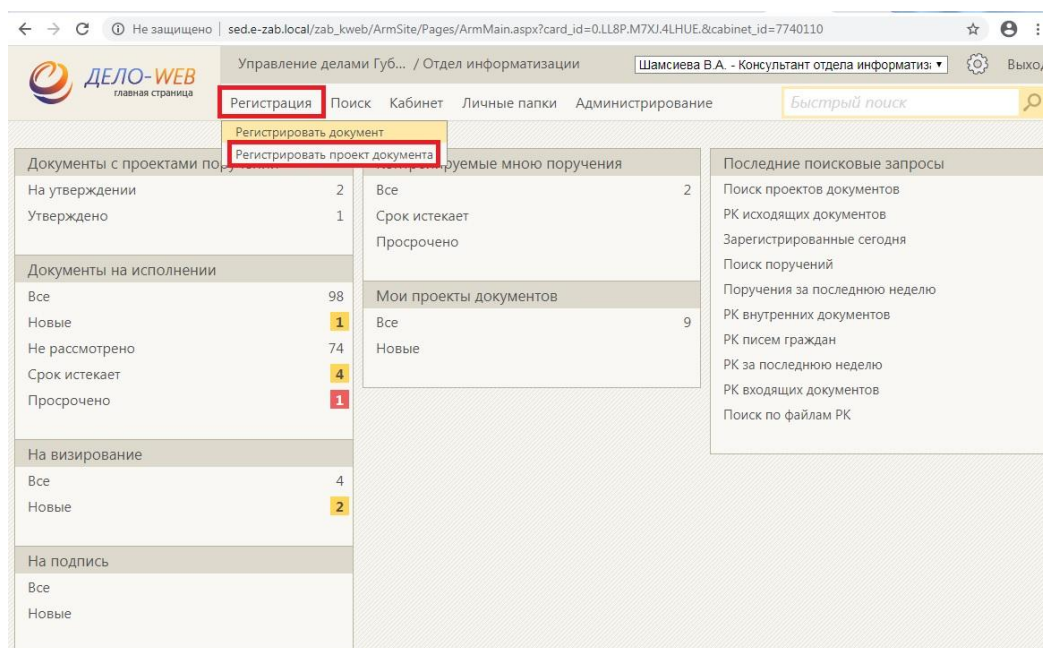 Не защищено | sed.e-zab.local/zab_kweb/ArmSite/Pages/ArmMain.aspx?card_id=0.LL8P.M7XJ.4LHUE.&cabinet_id=7740110
ДЕЛО-WEB
главная страница
Управление делами Губ... / Отдел информатизации
Шамсиева В.А. - Консультант отдела информатиз
Регистрация Поиск Кабинет Личные папки Администрирование
Быстрый поиск
Регистрировать документ
Регистрировать проект документа
Документы с проектами
На утверждении 2
Утверждено 1
Документы на исполнении
Все 98
Новые 1
Не рассмотрено 74
Срок истекает 4
Просрочено 1
На визирование
Все 4
Новые 2
На подпись
Все
Новые
мною поручения
Все 2
Срок истекает
Просрочено
Мои проекты документов
Все 9
Новые
Последние поисковые запросы
Поиск проектов документов
РК исходящих документов
Зарегистрированные сегодня
Поиск поручений
Поручения за последнюю неделю
РК внутренних документов
РК писем граждан
РК за последнюю неделю
РК входящих документов
Поиск по файлам РК